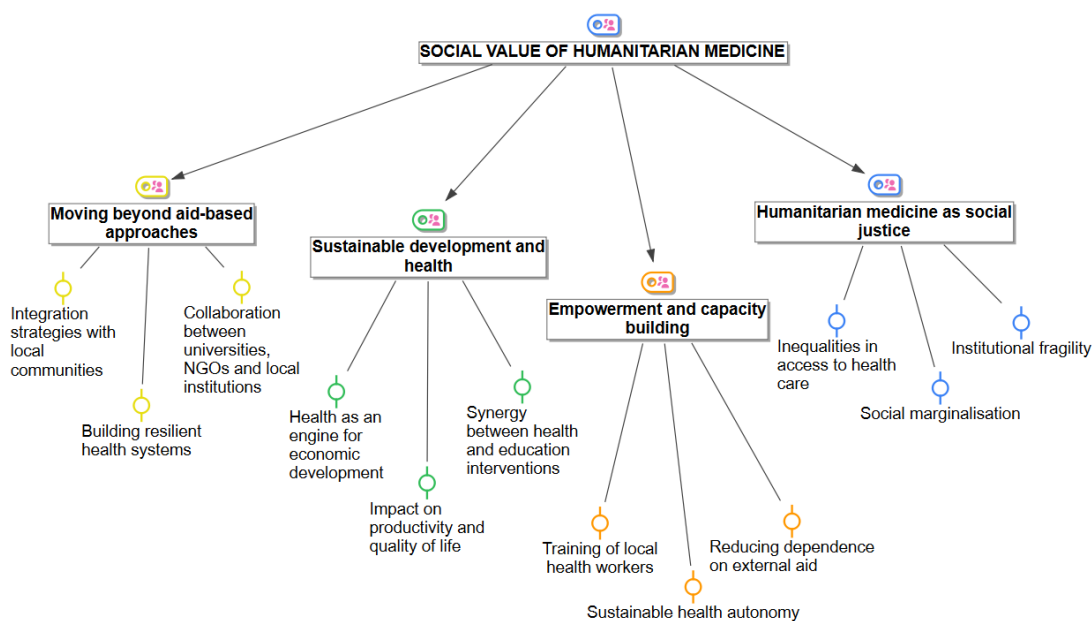 SOCIAL VALUE OF HUMANITARIAN MEDICINE
Moving beyond aid-based
approaches
Integration
strategies with
local
communities
Building resilient
health systems
Collaboration
between
universities,
NGOs and local
institutions
Sustainable development and
health
Health as an
engine for
economic
development
Impact on
productivity and
quality of life
Synergy
between health
and education
interventions
Empowerment and capacity
building
Training of local
health workers
Sustainable health autonomy
Reducing dependence
on external aid
Humanitarian medicine as social
justice
Inequalities in
access to health
care
Social marginalisation
Institutional fragility